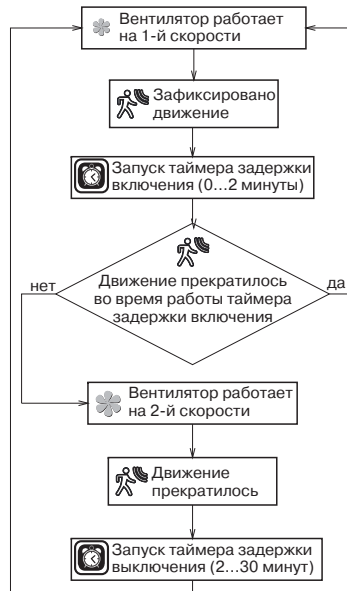 Вентилятор работает
на 1-й скорости
Зафиксировано
движение
Запуск таймера задержки
включения (0...2 минуты)
нет
да
Движение прекратилось
во время работы таймера
задержки включения
Вентилятор работает
на 2-й скорости
Движение
прекратилось
Запуск таймера задержки
выключения (2...30 минут)